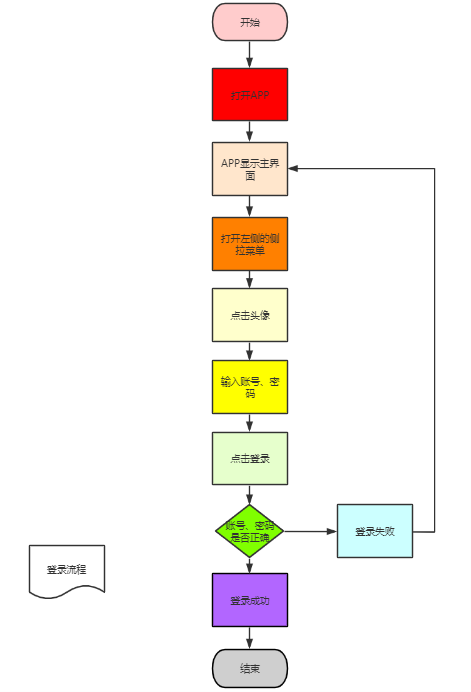 开始
打开APP
APP显示主界
面
打开左侧的侧
拉菜单
点击头像
输入账号、密
码
点击登录
账号、密码
是否正确
登录失败
登录流程
登录成功
结束